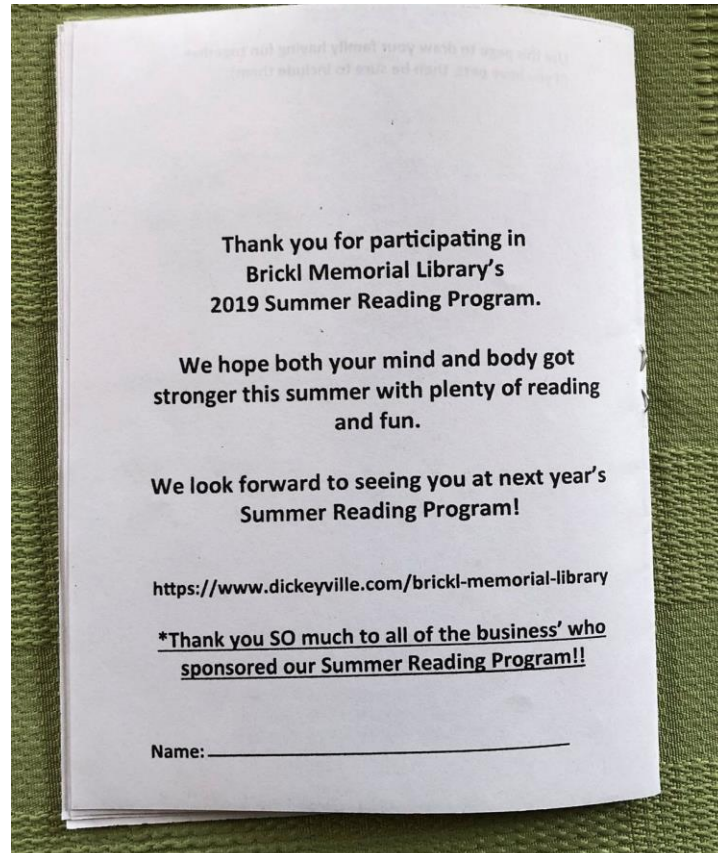 Thank you for participating in
Brickl Memorial Library’s
2019 Summer Reading Program.
We hope both your mind and body got
stronger this summer with plenty of reading
and fun.
We look forward to seeing you at next year’s
Summer Reading Program!
https://www.dickeyville.com/brickl-memorial-library
*Thank you SO much to all of the business’ who
sponsored our Summer Reading Program!!
Name: